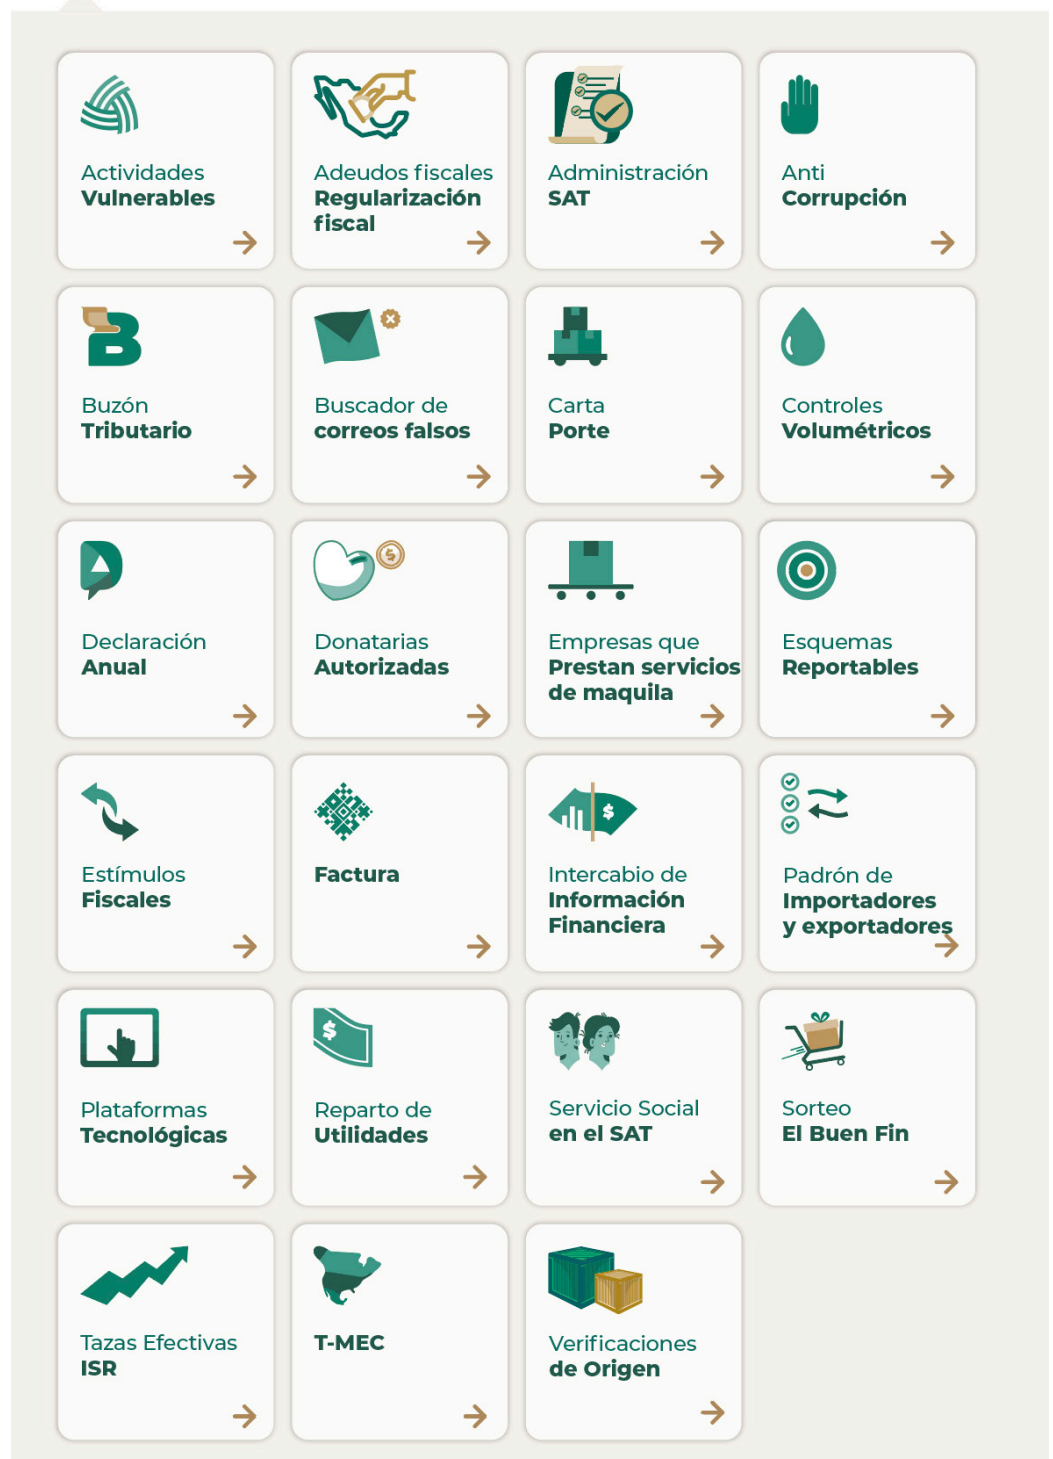 Actividades
Vulnerables
Adeudos fiscales
Regularización
fiscal
Administración
SAT
Anti
Corrupción
Buzón
Tributario
Buscador de
correos falsos
Carta
Porte
Controles
Volumétricos
Declaración
Anual
Donatarias
Autorizadas
Empresas que
Prestan servicios
de maquila
Esquemas
Reportables
Estímulos
Fiscales
Factura
Intercabio de
Información
Financiera
Padrón de
Importadores
y exportadores
Plataformas
Tecnológicas
Reparto de
Utilidades
Servicio Social
en el SAT
Sorteo
El Buen Fin
Tazas Efectivas
ISR
T-MEC
Verificaciones
de Origen